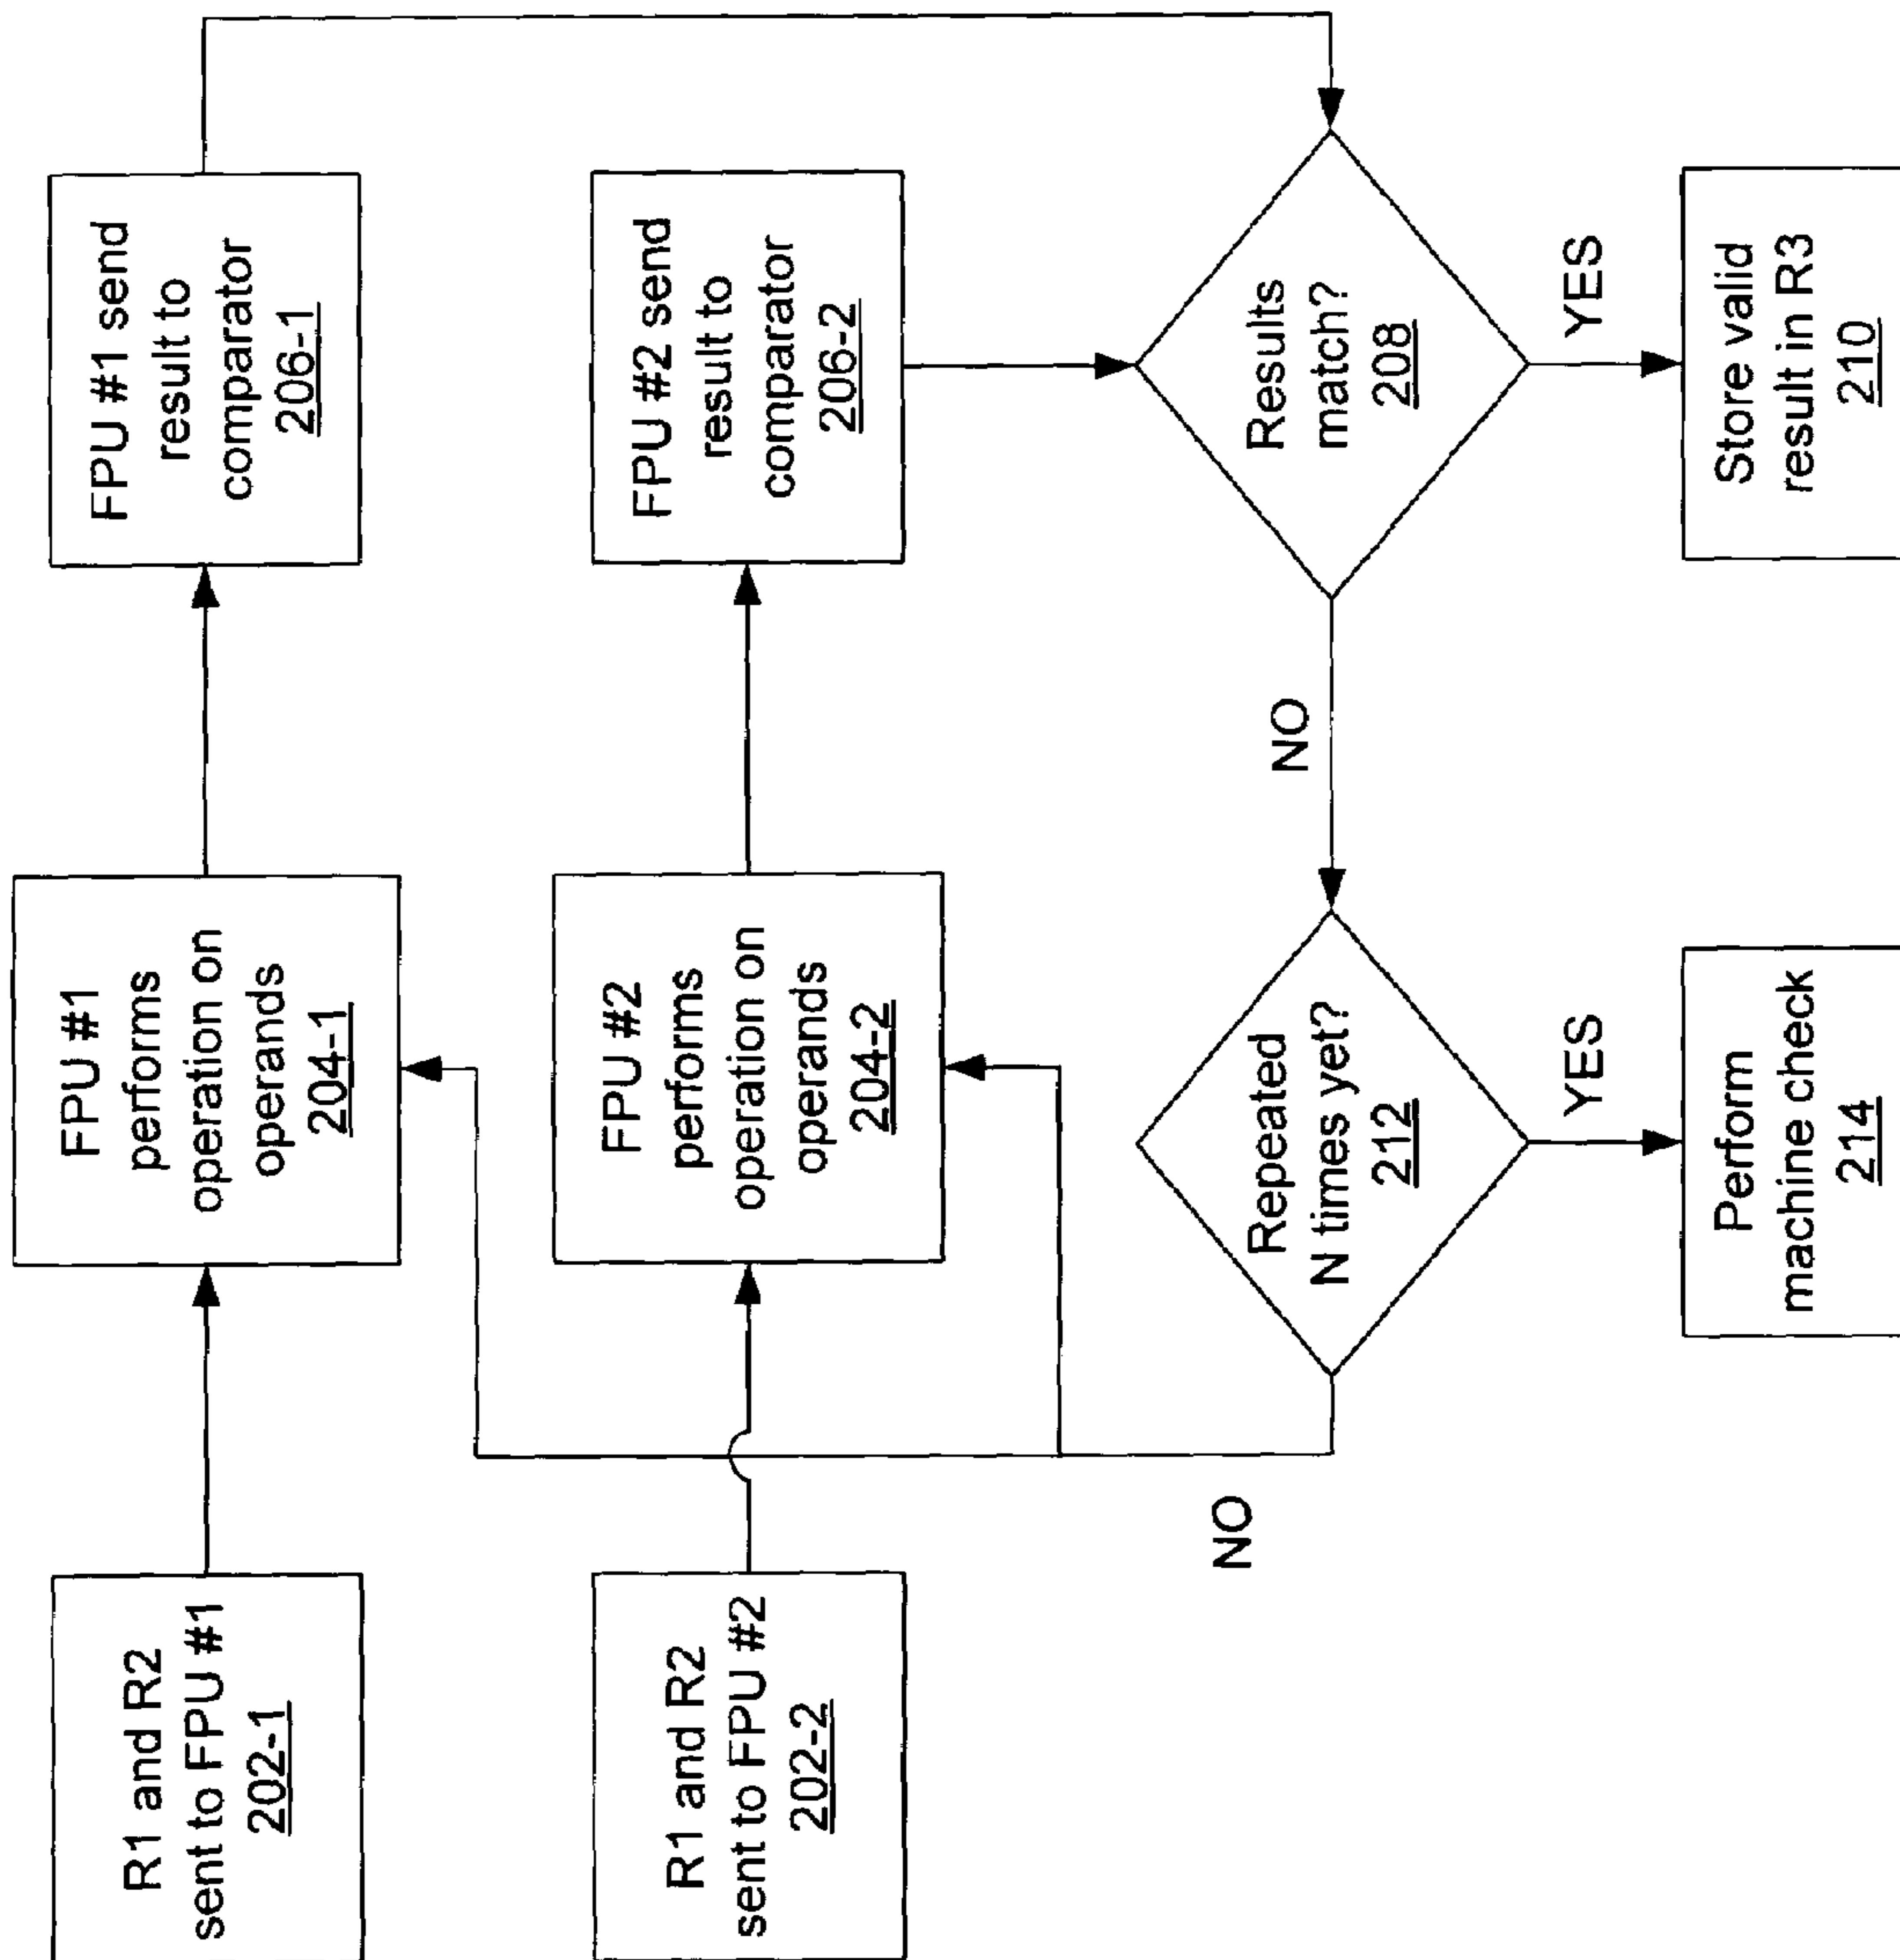 R1 and R2
sent to FPU #1
202-1
FPU #1
performs
operation on
operands
204-1
FPU #1 send
result to
comparator
206-1
R1 and R2
sent to FPU #2
202-2
FPU #2
performs
operation on
operands
204-2
FPU #2 send
result to
comparator
206-2
NO
Repeated
N times yet?
212
NO
Results
match?
208
YES
YES
Perform
machine check
214
Store valid
result in R3
210